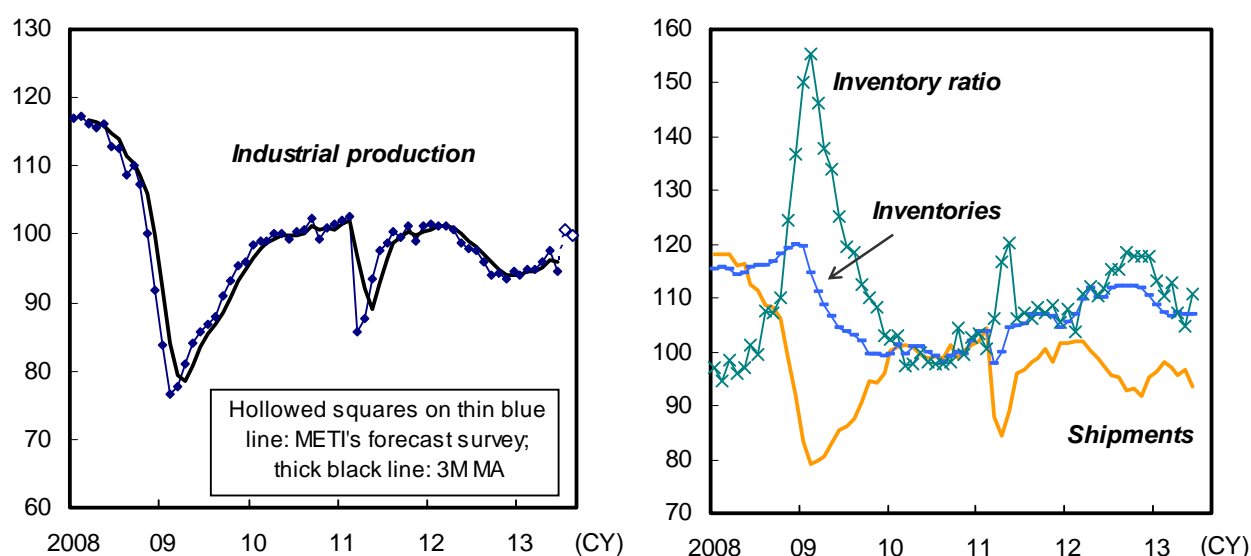 130
120
110
100
90
80
70
60
Industrial production
Hollowed squares on thin blue
line: METI's forecast survey;
thick black line: 3M MA
2008 09 10 11 12 13 (CY)
160
150
140
130
120
110
100
90
80
70
Inventory ratio
Inventories
Shipments
2008 09 10 11 12 13 (CY)